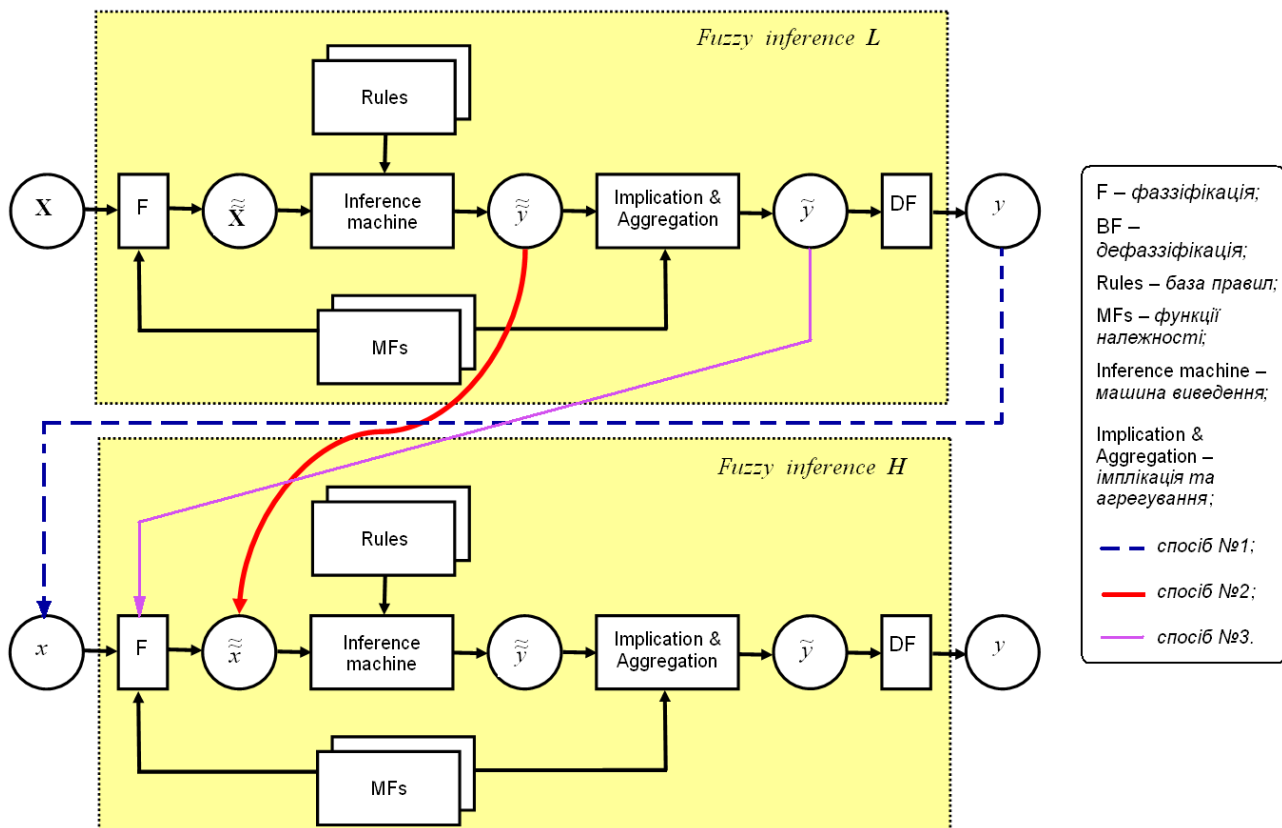 Fuzzy inference L
Rules
X
F
X̃̃
Inference
machine
ỹ̃
Implication &
Aggregation
ỹ
DF
y
MFs
Fuzzy inference H
Rules
x
F
x̃̃
Inference
machine
ỹ̃
Implication &
Aggregation
ỹ
DF
y
MFs
F – фаззіфікація;
BF –
дефаззіфікація;
Rules – база правил;
MFs – функції
належності;
Inference machine –
машина виведення;
Implication &
Aggregation –
імплікація та
агрегування;
спосіб №1;
спосіб №2;
спосіб №3.